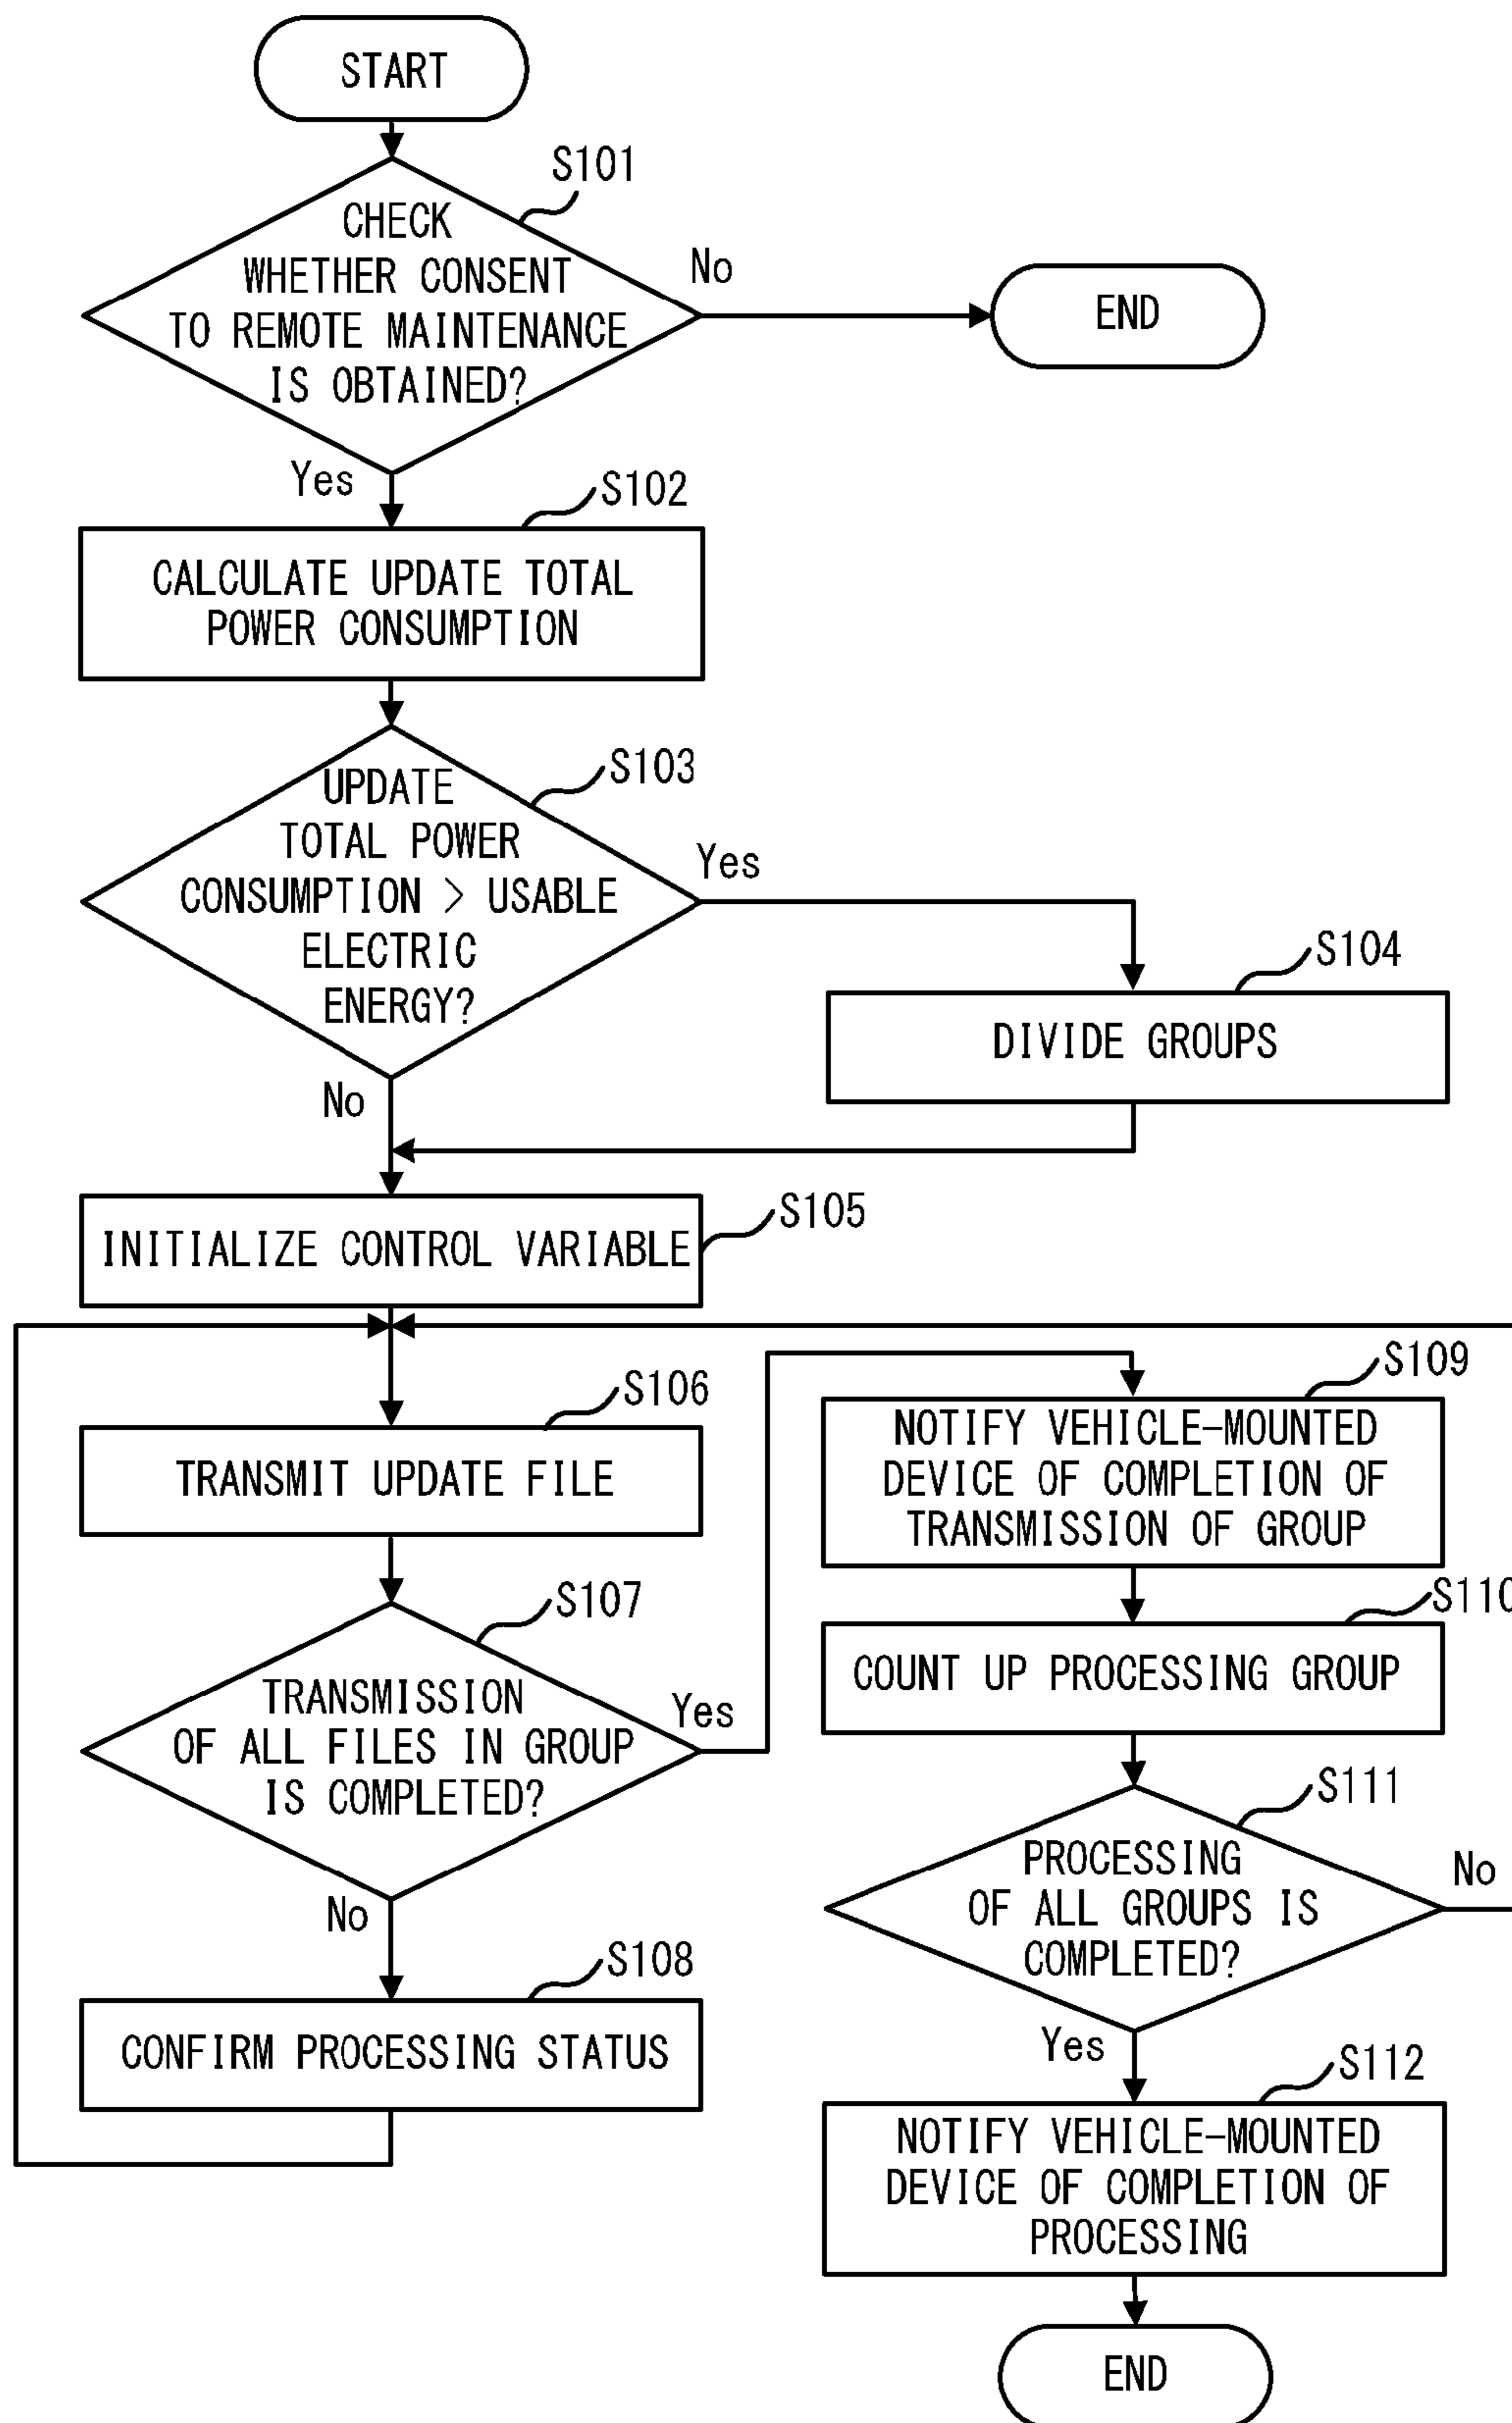 START
S101
CHECK
WHETHER CONSENT
TO REMOTE MAINTENANCE
IS OBTAINED?
No
END
Yes
S102
CALCULATE UPDATE TOTAL
POWER CONSUMPTION
S103
UPDATE
TOTAL POWER
CONSUMPTION > USABLE
ELECTRIC
ENERGY?
Yes
S104
DIVIDE GROUPS
No
S105
INITIALIZE CONTROL VARIABLE
S106
TRANSMIT UPDATE FILE
S107
TRANSMISSION
OF ALL FILES IN GROUP
IS COMPLETED?
Yes
No
S108
CONFIRM PROCESSING STATUS
S109
NOTIFY VEHICLE-MOUNTED
DEVICE OF COMPLETION OF
TRANSMISSION OF GROUP
S110
COUNT UP PROCESSING GROUP
S111
PROCESSING
OF ALL GROUPS IS
COMPLETED?
No
Yes
S112
NOTIFY VEHICLE-MOUNTED
DEVICE OF COMPLETION OF
PROCESSING
END